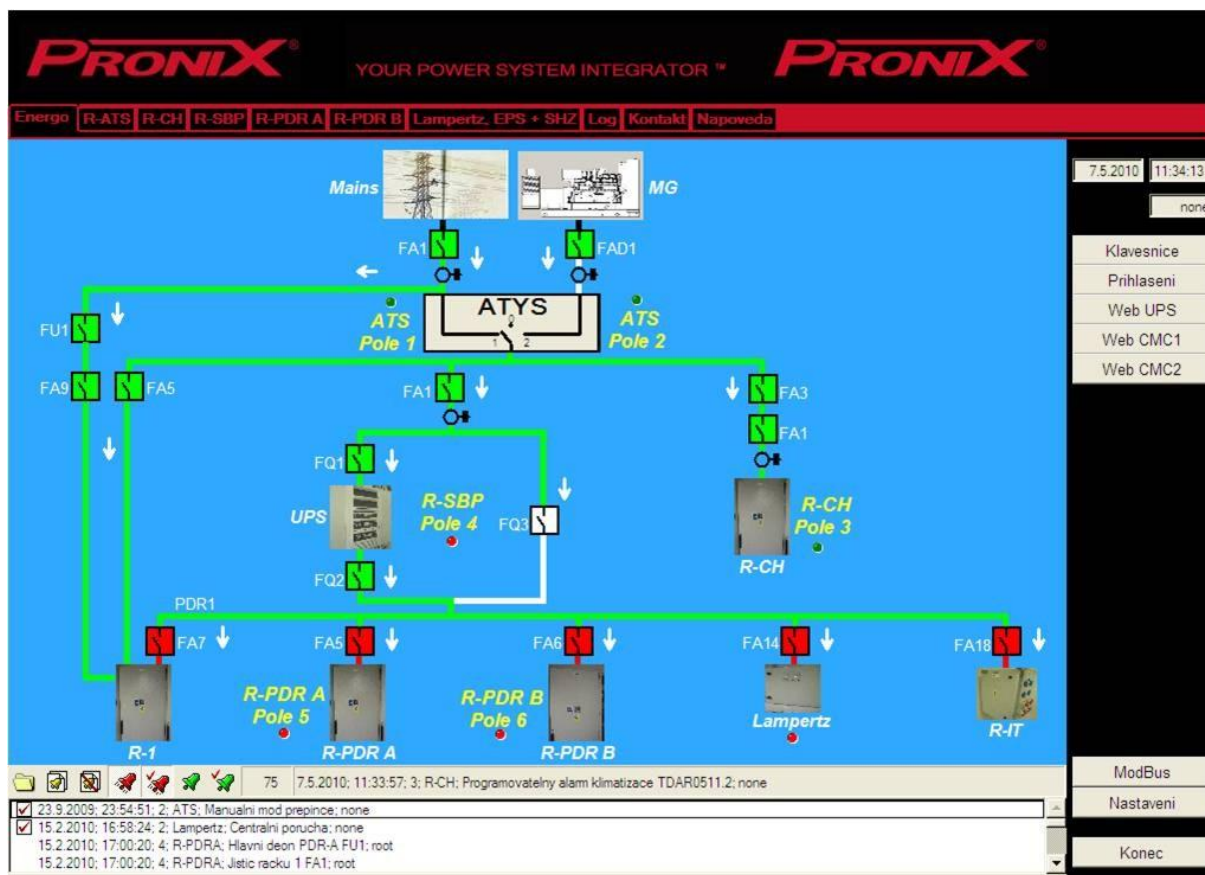 PRONIX®
YOUR POWER SYSTEM INTEGRATOR ™
PRONIX®
Energo R-ATS R-CH R-SBP R-PDR A R-PDR B Lampertz, EPS + SHZ Log Kontakt Napoveda
7.5.2010 11:34:13
none
Klavesnice
Prihlaseni
Web UPS
Web CMC1
Web CMC2
Mains
MG
FA1
FAD1
ATYS
0
1 2
ATS
Pole 1
ATS
Pole 2
FU1
FA9
FA5
FA1
FA3
FA1
FQ1
UPS
R-SBP
Pole 4
FQ3
R-CH
Pole 3
R-CH
FQ2
PDR1
FA7
FA5
FA6
FA14
FA18
R-PDR A
Pole 5
R-PDR B
Pole 6
Lampertz
R-IT
R-1
R-PDR A
R-PDR B
75 7.5.2010; 11:33:57; 3; R-CH; Programovatelny alarm klimatizace TDAR0511.2; none
23.9.2009; 23:54:51; 2; ATS; Manualni mod prepince; none
15.2.2010; 16:58:24; 2; Lampertz; Centralni porucha; none
15.2.2010; 17:00:20; 4; R-PDRA; Hlavni deon PDR-A FU1; root
15.2.2010; 17:00:20; 4; R-PDRA; Jistic racku 1 FA1; root
ModBus
Nastaveni
Konec